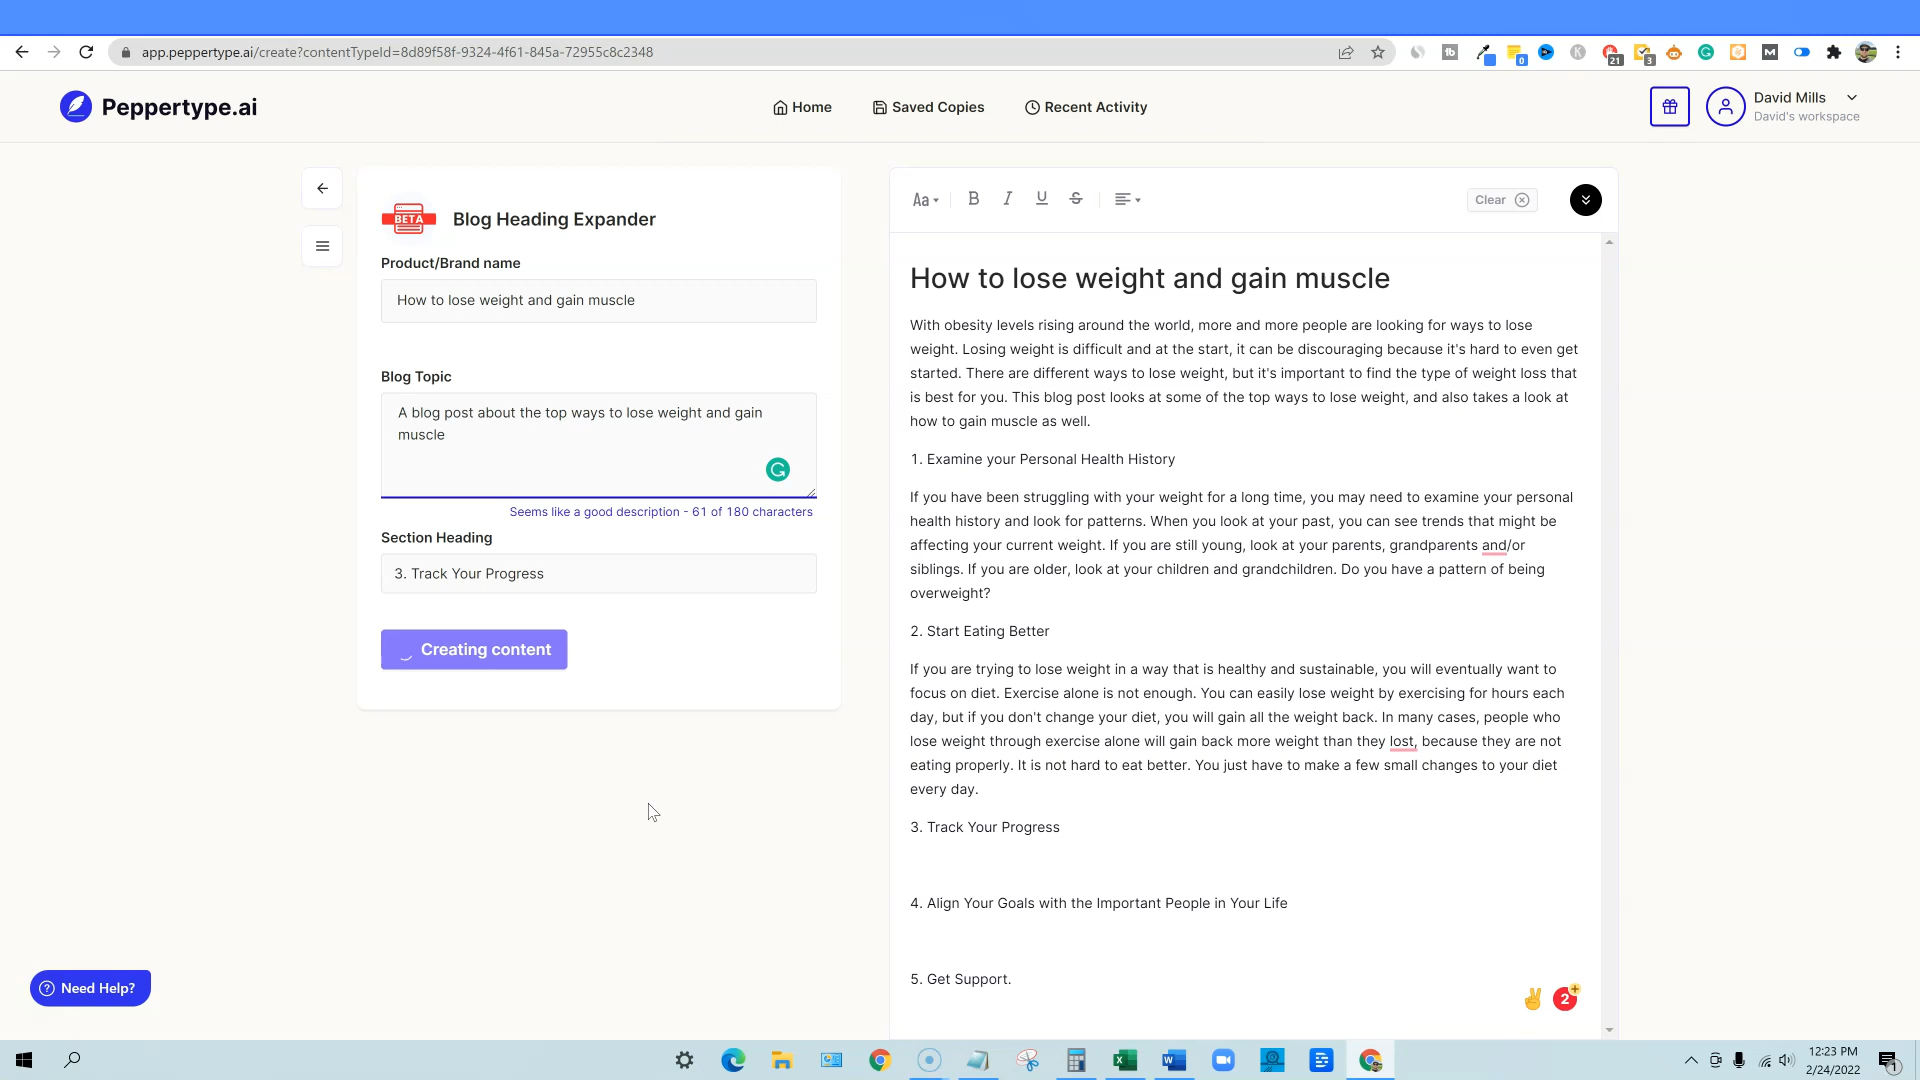 app.peppertype.ai/create?contentTypeId=8d89f58f-9324-4f61-845a-72955c8c2348
Peppertype.ai
Home
Saved Copies
Recent Activity
David Mills
David's workspace
BETA
Blog Heading Expander
Product/Brand name
How to lose weight and gain muscle
Blog Topic
A blog post about the top ways to lose weight and gain
muscle
Seems like a good description - 61 of 180 characters
Section Heading
3. Track Your Progress
Creating content
Need Help?
Aa
B
I
U
S
Clear
How to lose weight and gain muscle
With obesity levels rising around the world, more and more people are looking for ways to lose
weight. Losing weight is difficult and at the start, it can be discouraging because it's hard to even get
started. There are different ways to lose weight, but it's important to find the type of weight loss that
is best for you. This blog post looks at some of the top ways to lose weight, and also takes a look at
how to gain muscle as well.
1. Examine your Personal Health History
If you have been struggling with your weight for a long time, you may need to examine your personal
health history and look for patterns. When you look at your past, you can see trends that might be
affecting your current weight. If you are still young, look at your parents, grandparents and/or
siblings. If you are older, look at your children and grandchildren. Do you have a pattern of being
overweight?
2. Start Eating Better
If you are trying to lose weight in a way that is healthy and sustainable, you will eventually want to
focus on diet. Exercise alone is not enough. You can easily lose weight by exercising for hours each
day, but if you don't change your diet, you will gain all the weight back. In many cases, people who
lose weight through exercise alone will gain back more weight than they lost, because they are not
eating properly. It is not hard to eat better. You just have to make a few small changes to your diet
every day.
3. Track Your Progress
4. Align Your Goals with the Important People in Your Life
5. Get Support.
2
12:23 PM
2/24/2022